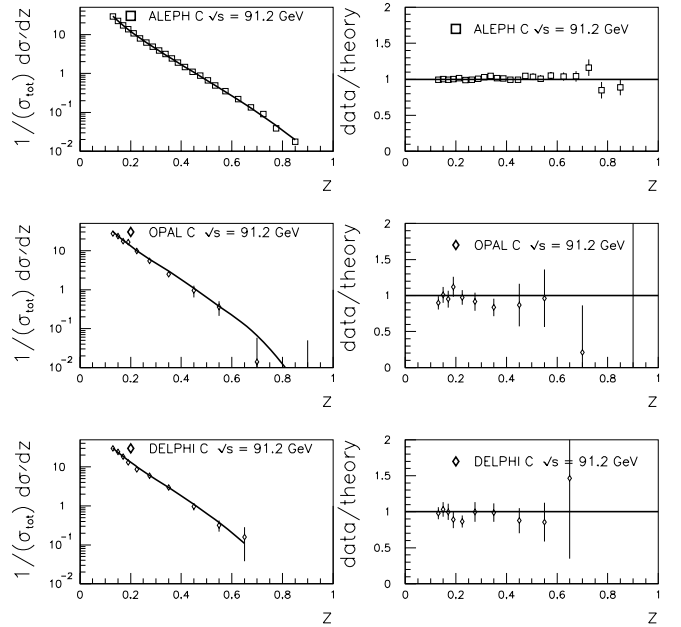 ALEPH C √s = 91.2 GeV
1/(σtot) dσ/dz
10
1
10⁻¹
10⁻²
0 0.2 0.4 0.6 0.8 1
Z
ALEPH C √s = 91.2 GeV
data/theory
2
1.5
1
0.5
0
0 0.2 0.4 0.6 0.8 1
Z
OPAL C √s = 91.2 GeV
1/(σtot) dσ/dz
10
1
10⁻¹
10⁻²
0 0.2 0.4 0.6 0.8 1
Z
OPAL C √s = 91.2 GeV
data/theory
2
1.5
1
0.5
0
0 0.2 0.4 0.6 0.8 1
Z
DELPHI C √s = 91.2 GeV
1/(σtot) dσ/dz
10
1
10⁻¹
10⁻²
0 0.2 0.4 0.6 0.8 1
Z
DELPHI C √s = 91.2 GeV
data/theory
2
1.5
1
0.5
0
0 0.2 0.4 0.6 0.8 1
Z